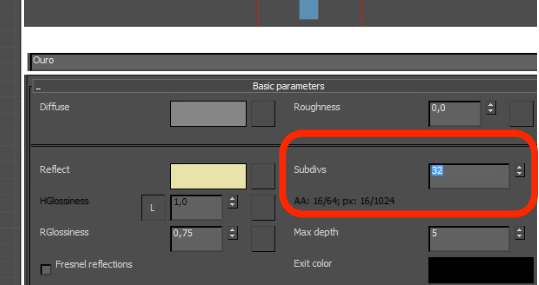 Ouro
Basic parameters
Diffuse
Roughness 0,0
Reflect
Subdivs 32
HGlossiness L 1,0
AA: 16/64; px: 16/1024
RGlossiness 0,75
Max depth 5
Fresnel reflections
Exit color